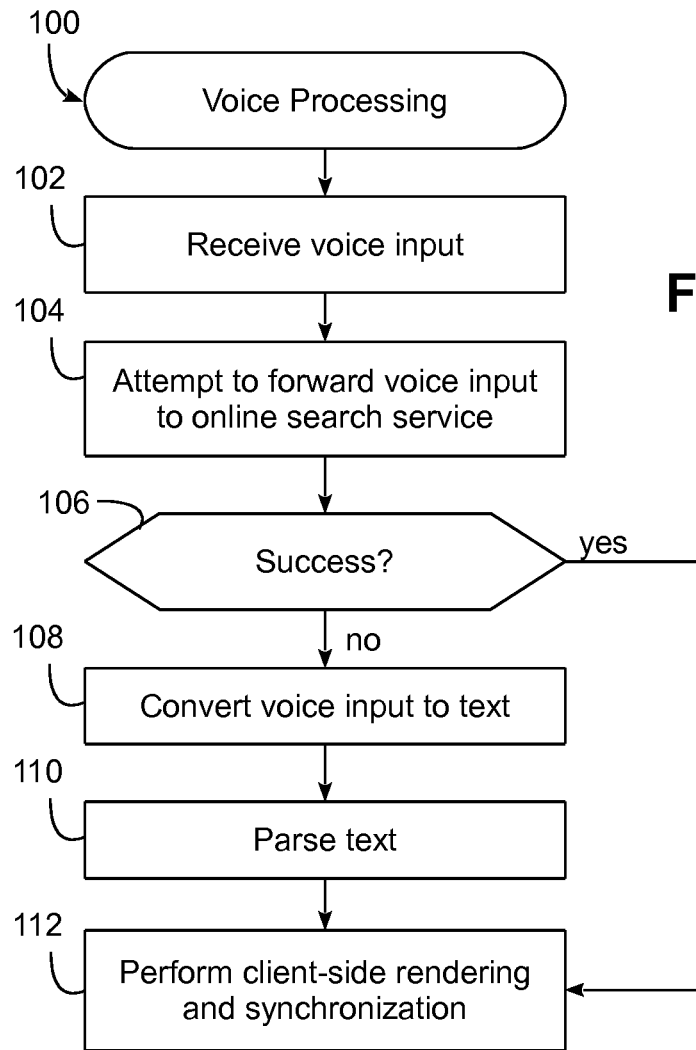 100
Voice Processing
102
Receive voice input
F
104
Attempt to forward voice input
to online search service
106
Success?
yes
no
108
Convert voice input to text
110
Parse text
112
Perform client-side rendering
and synchronization